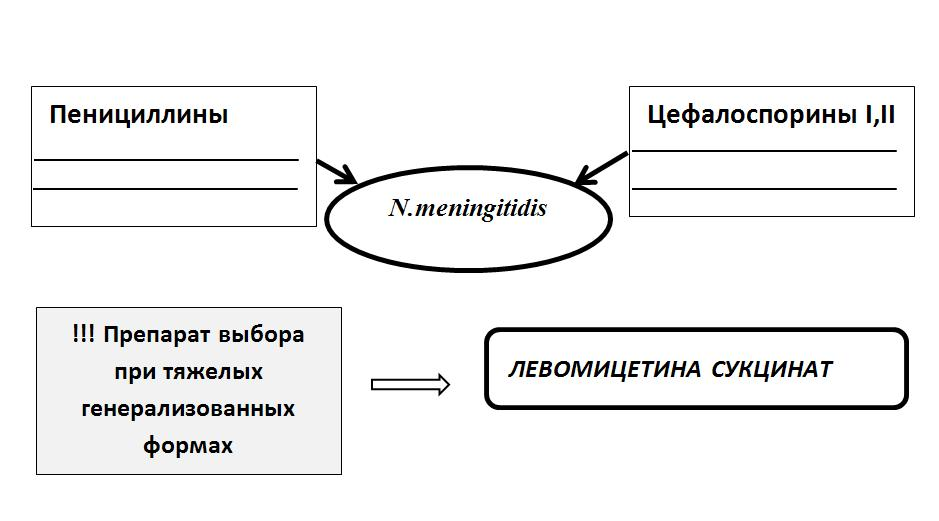 Пенициллины
Цефалоспорины I,II
N.meningitidis
!!! Препарат выбора
при тяжелых
генерализованных
формах
ЛЕВОМИЦЕТИНА СУКЦИНАТ